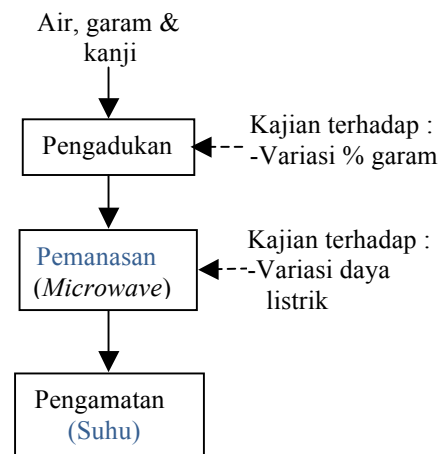 Air, garam &
kanji
Pengadukan
Kajian terhadap :
-Variasi % garam
Pemanasan
(Microwave)
Kajian terhadap :
-Variasi daya
listrik
Pengamatan
(Suhu)